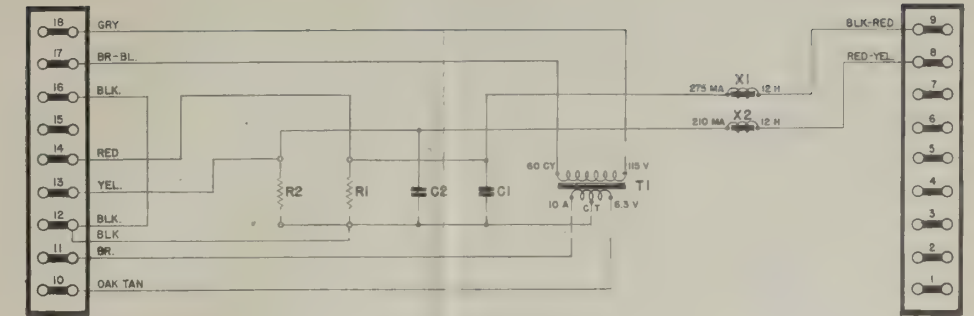 18 GRY BLK-RED 9
17 BR-BL. RED-YEL. 8
16 BLK. 275 MA X1 12 H 7
15 210 MA X2 12 H 6
14 RED 5
60 CY 115 V
T1
13 YEL. R2 R1 C2 C1 4
10 A C T 6.3 V
12 BLK. 3
BLK
11 BR. 2
10 OAK TAN 1